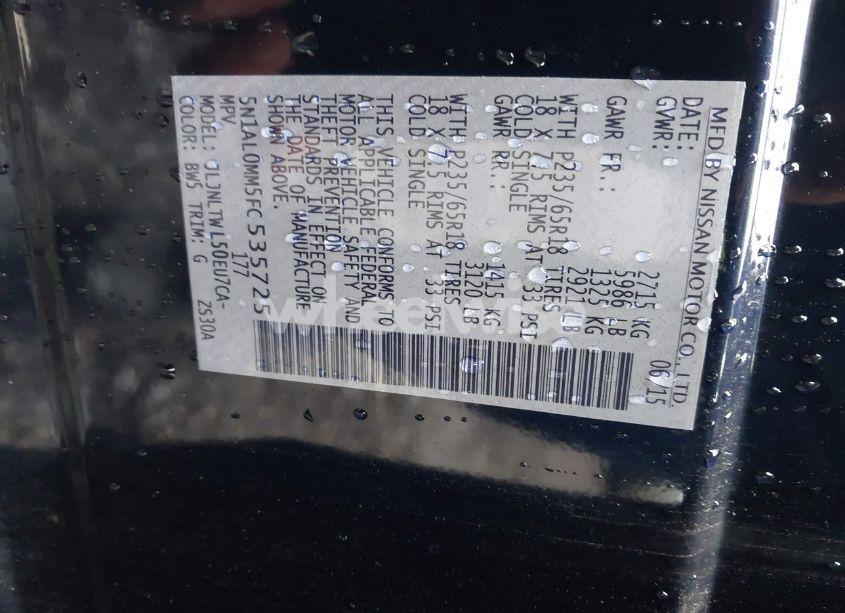 MFD BY NISSAN MOTOR CO., LTD.
DATE: 06/15
GVWR: 2715 KG
5986 LB
GAWR FR : 1325 KG
2921 LB
WITH P235/65R18 TIRES
18 X 7.5 RIMS AT 33 PSI
COLD SINGLE
GAWR RR : 1415 KG
3120 LB
WITH P235/65R18 TIRES
18 X 7.5 RIMS AT 33 PSI
COLD SINGLE
THIS VEHICLE CONFORMS TO
ALL APPLICABLE FEDERAL
MOTOR VEHICLE SAFETY AND
THEFT PREVENTION
STANDARDS IN EFFECT ON
THE DATE OF MANUFACTURE
SHOWN ABOVE.
5N1AL0MM5FC535725
MPV 177
MODEL: JLJNLTWL50EU7CA-
COLOR: BW5 TRIM: G ZS30A